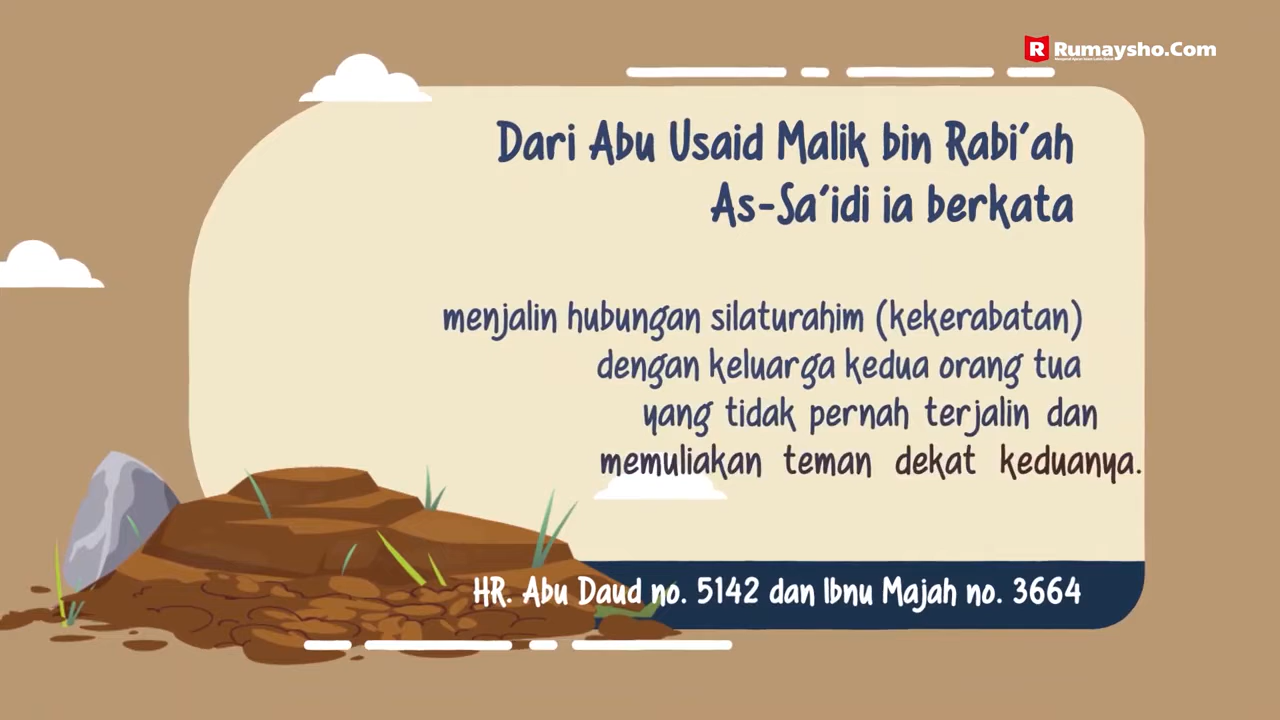 Rumaysho.Com
Dari Abu Usaid Malik bin Rabi'ah
As-Sa'idi ia berkata
menjalin hubungan silaturahim (kekerabatan)
dengan keluarga kedua orang tua
yang tidak pernah terjalin dan
memuliakan teman dekat keduanya.
HR. Abu Daud no. 5142 dan Ibnu Majah no. 3664